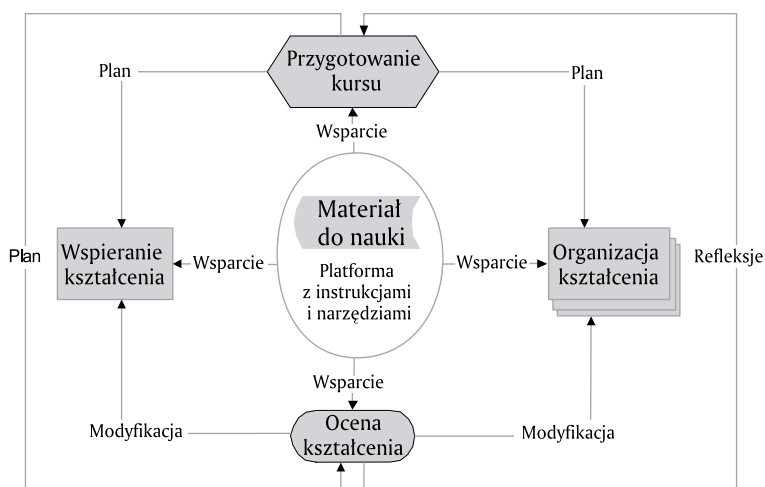 Przygotowanie
kursu
Plan
Plan
Wsparcie
Materiał
do nauki
Platforma
z instrukcjami
i narzędziami
Plan
Wspieranie
kształcenia
Wsparcie
Wsparcie
Organizacja
kształcenia
Refleksje
Wsparcie
Modyfikacja
Ocena
kształcenia
Modyfikacja